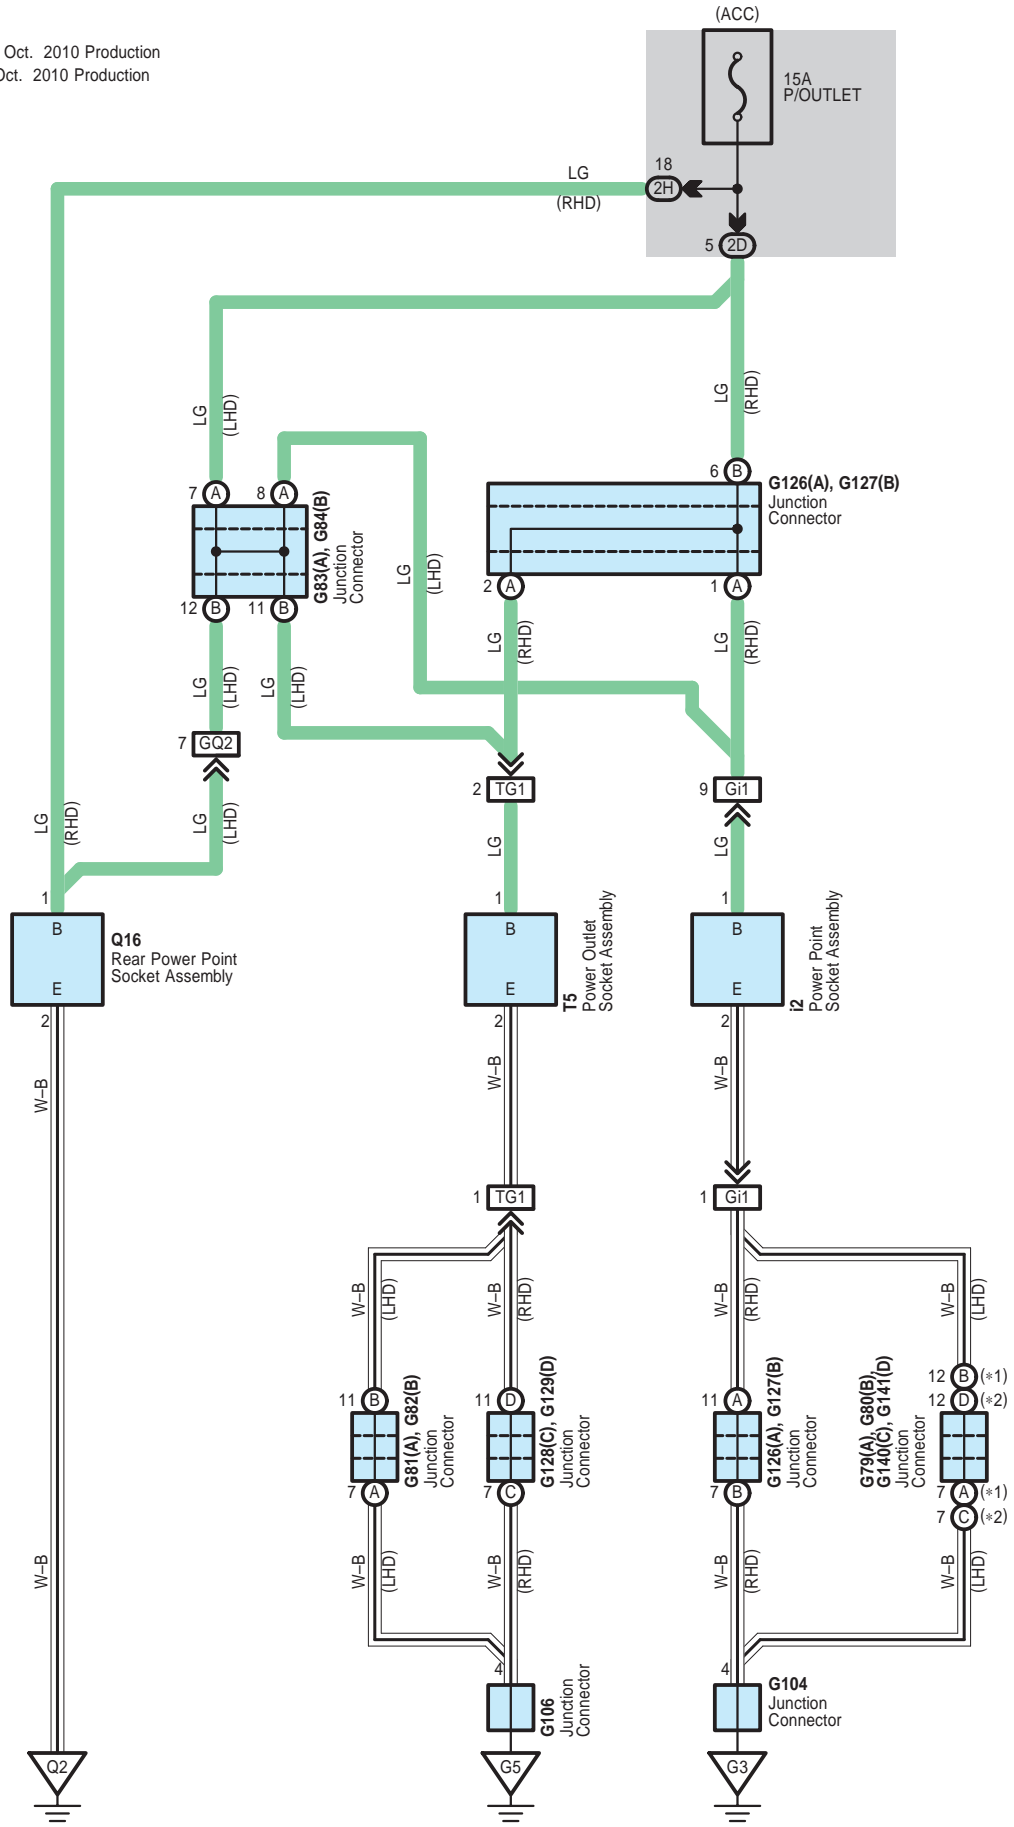 (ACC)
Oct. 2010 Production
Oct. 2010 Production
15A
P/OUTLET
18
LG
2H
(RHD)
5
2D
LG
(LHD)
LG
(RHD)
6
B
G126(A), G127(B)
Junction
Connector
7
A
8
A
G83(A), G84(B)
Junction
Connector
LG
(LHD)
2
A
1
A
12
B
11
B
LG
(RHD)
LG
(RHD)
LG
(LHD)
LG
(LHD)
7
GQ2
2
TG1
9
Gi1
LG
(RHD)
LG
(LHD)
LG
LG
1
B
E
2
Q16
Rear Power Point
Socket Assembly
1
B
E
2
T5
Power Outlet
Socket Assembly
1
B
E
2
i2
Power Point
Socket Assembly
W–B
W–B
W–B
1
TG1
1
Gi1
W–B
(LHD)
W–B
(RHD)
W–B
(RHD)
W–B
(LHD)
11
B
G81(A), G82(B)
Junction
Connector
7
A
11
D
G128(C), G129(D)
Junction
Connector
7
C
11
A
G126(A), G127(B)
Junction
Connector
7
B
12
B
(∗1)
12
D
(∗2)
G79(A), G80(B),
G140(C), G141(D)
Junction
Connector
7
A
(∗1)
7
C
(∗2)
W–B
W–B
(LHD)
W–B
(RHD)
W–B
(RHD)
W–B
(LHD)
4
G106
Junction
Connector
4
G104
Junction
Connector
Q2
G5
G3